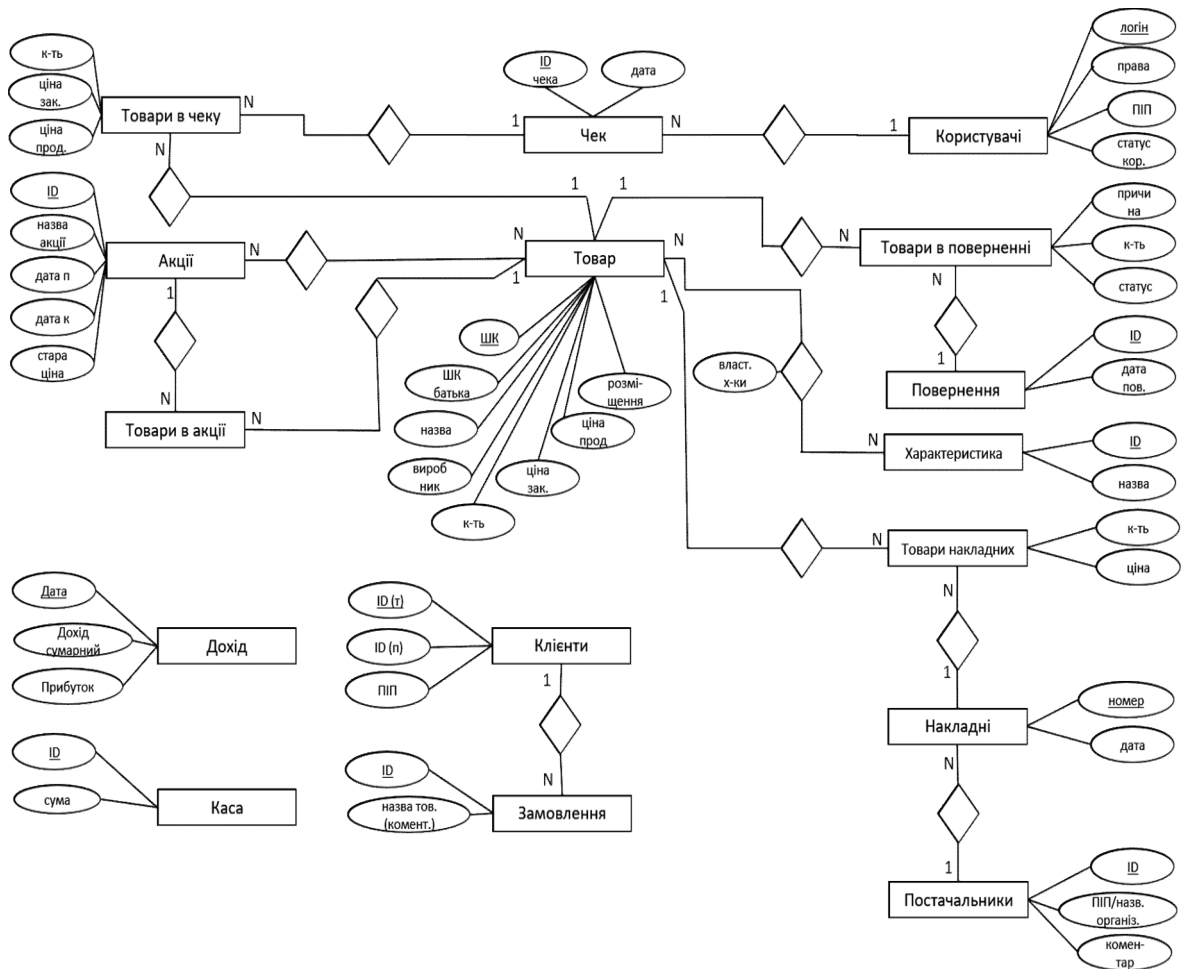 к-ть
ціна
зак.
ціна
прод.
Товари в чеку
N
N
ID
чека
дата
1
Чек
N
1
Користувачі
логін
права
ПІП
статус
кор.
ID
назва
акції
дата п
дата к
стара
ціна
Акції
N
1
N
Товари в акції
N
1
1
N
1
Товар
N
1
ШК
ШК
батька
назва
вироб
ник
к-ть
ціна
зак.
ціна
прод
розмі-
щення
N
Товари в поверненні
причи
на
к-ть
статус
N
1
Повернення
ID
дата
пов.
власт.
х-ки
N
Характеристика
ID
назва
N
Товари накладних
к-ть
ціна
N
1
Накладні
номер
дата
N
1
Постачальники
ID
ПІП/назв.
організ.
комен-
тар
Дата
Дохід
сумарний
Прибуток
Дохід
ID
сума
Каса
ID (т)
ID (п)
ПІП
Клієнти
1
N
ID
назва тов.
(комент.)
Замовлення